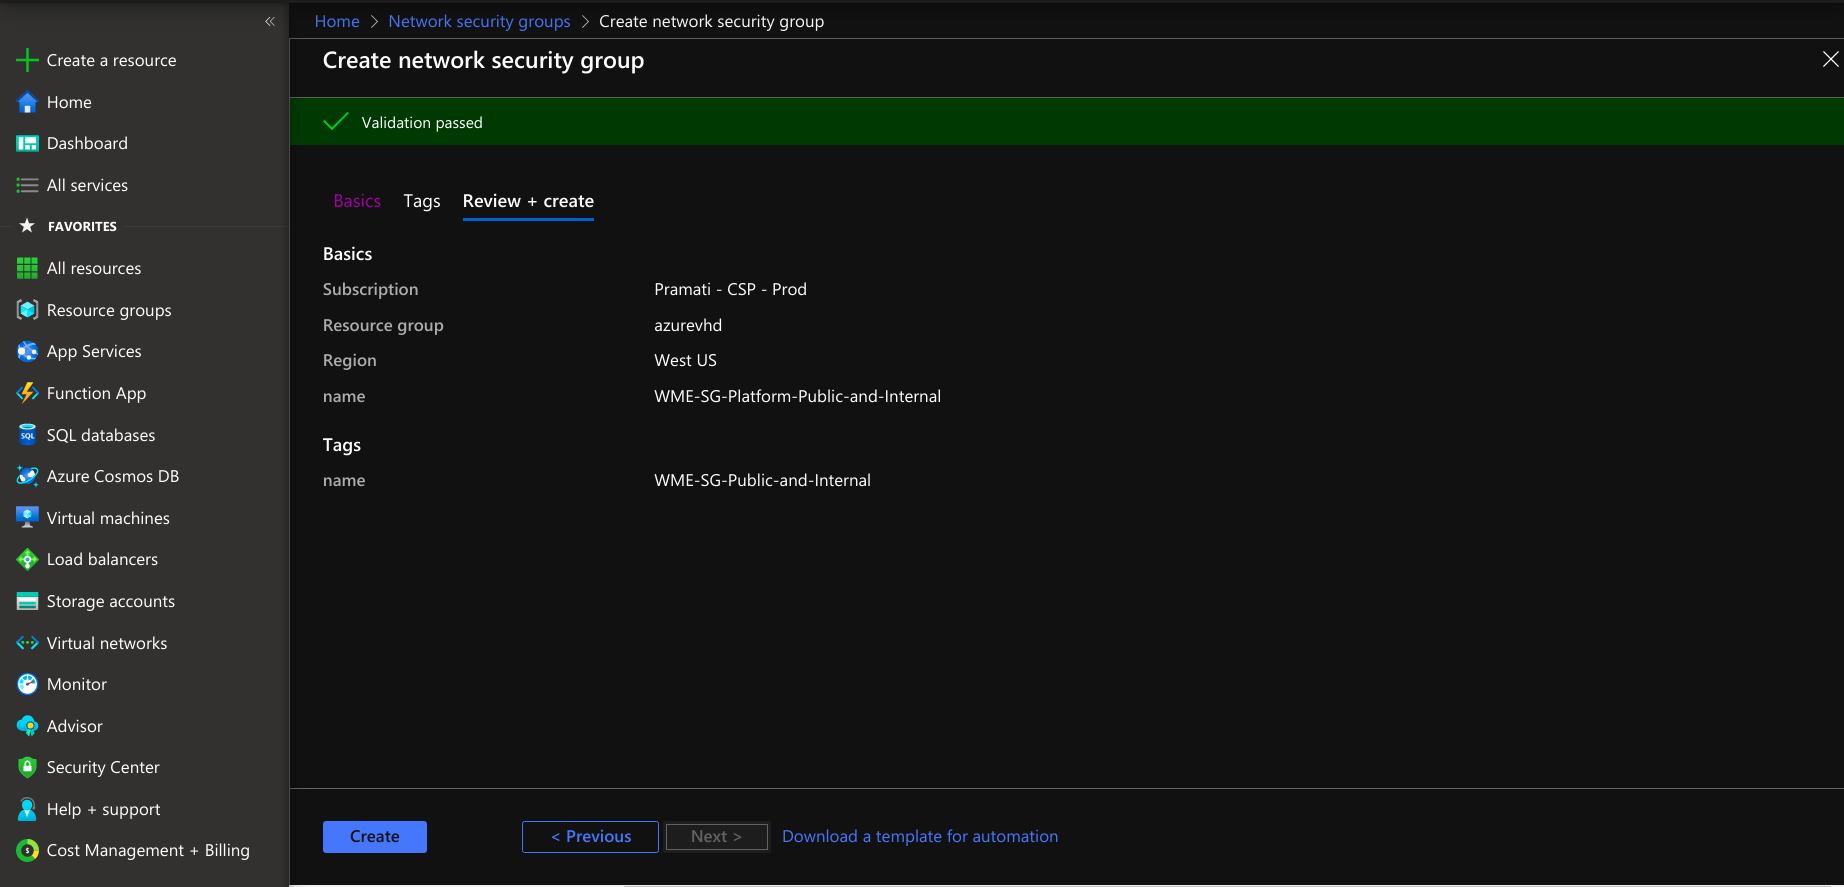 «
Create a resource
Home
Dashboard
All services
FAVORITES
All resources
Resource groups
App Services
Function App
SQL databases
Azure Cosmos DB
Virtual machines
Load balancers
Storage accounts
Virtual networks
Monitor
Advisor
Security Center
Help + support
Cost Management + Billing
Home > Network security groups > Create network security group
Create network security group
Validation passed
Basics Tags Review + create
Basics
Subscription Pramati - CSP - Prod
Resource group azurevhd
Region West US
name WME-SG-Platform-Public-and-Internal
Tags
name WME-SG-Public-and-Internal
Create < Previous Next > Download a template for automation